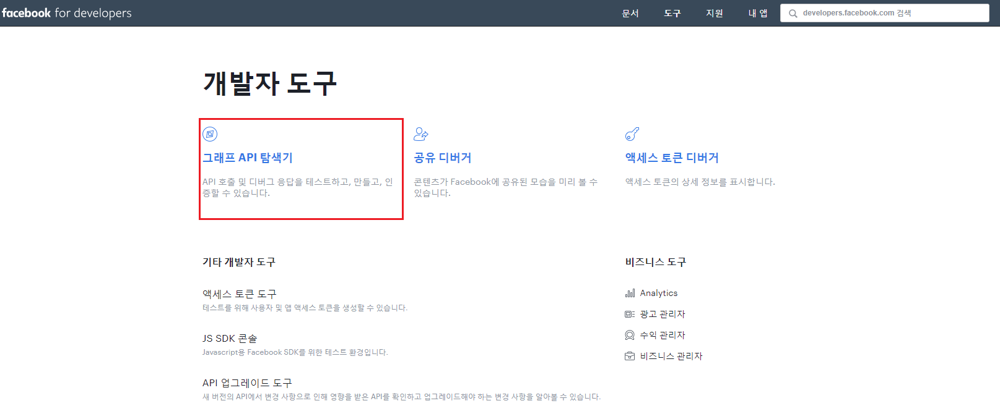 facebook for developers
문서 도구 지원 내 앱 developers.facebook.com 검색
개발자 도구
그래프 API 탐색기
API 호출 및 디버그 응답을 테스트하고, 만들고, 인
증할 수 있습니다.
공유 디버거
콘텐츠가 Facebook에 공유된 모습을 미리 볼 수
있습니다.
액세스 토큰 디버거
액세스 토큰의 상세 정보를 표시합니다.
기타 개발자 도구
액세스 토큰 도구
테스트를 위해 사용자 및 앱 액세스 토큰을 생성할 수 있습니다.
JS SDK 콘솔
Javascript용 Facebook SDK를 위한 테스트 환경입니다.
API 업그레이드 도구
새 버전의 API에서 변경 사항으로 인해 영향을 받은 API를 확인하고 업그레이드해야 하는 변경 사항을 알아볼 수 있습니다.
비즈니스 도구
Analytics
광고 관리자
수익 관리자
비즈니스 관리자